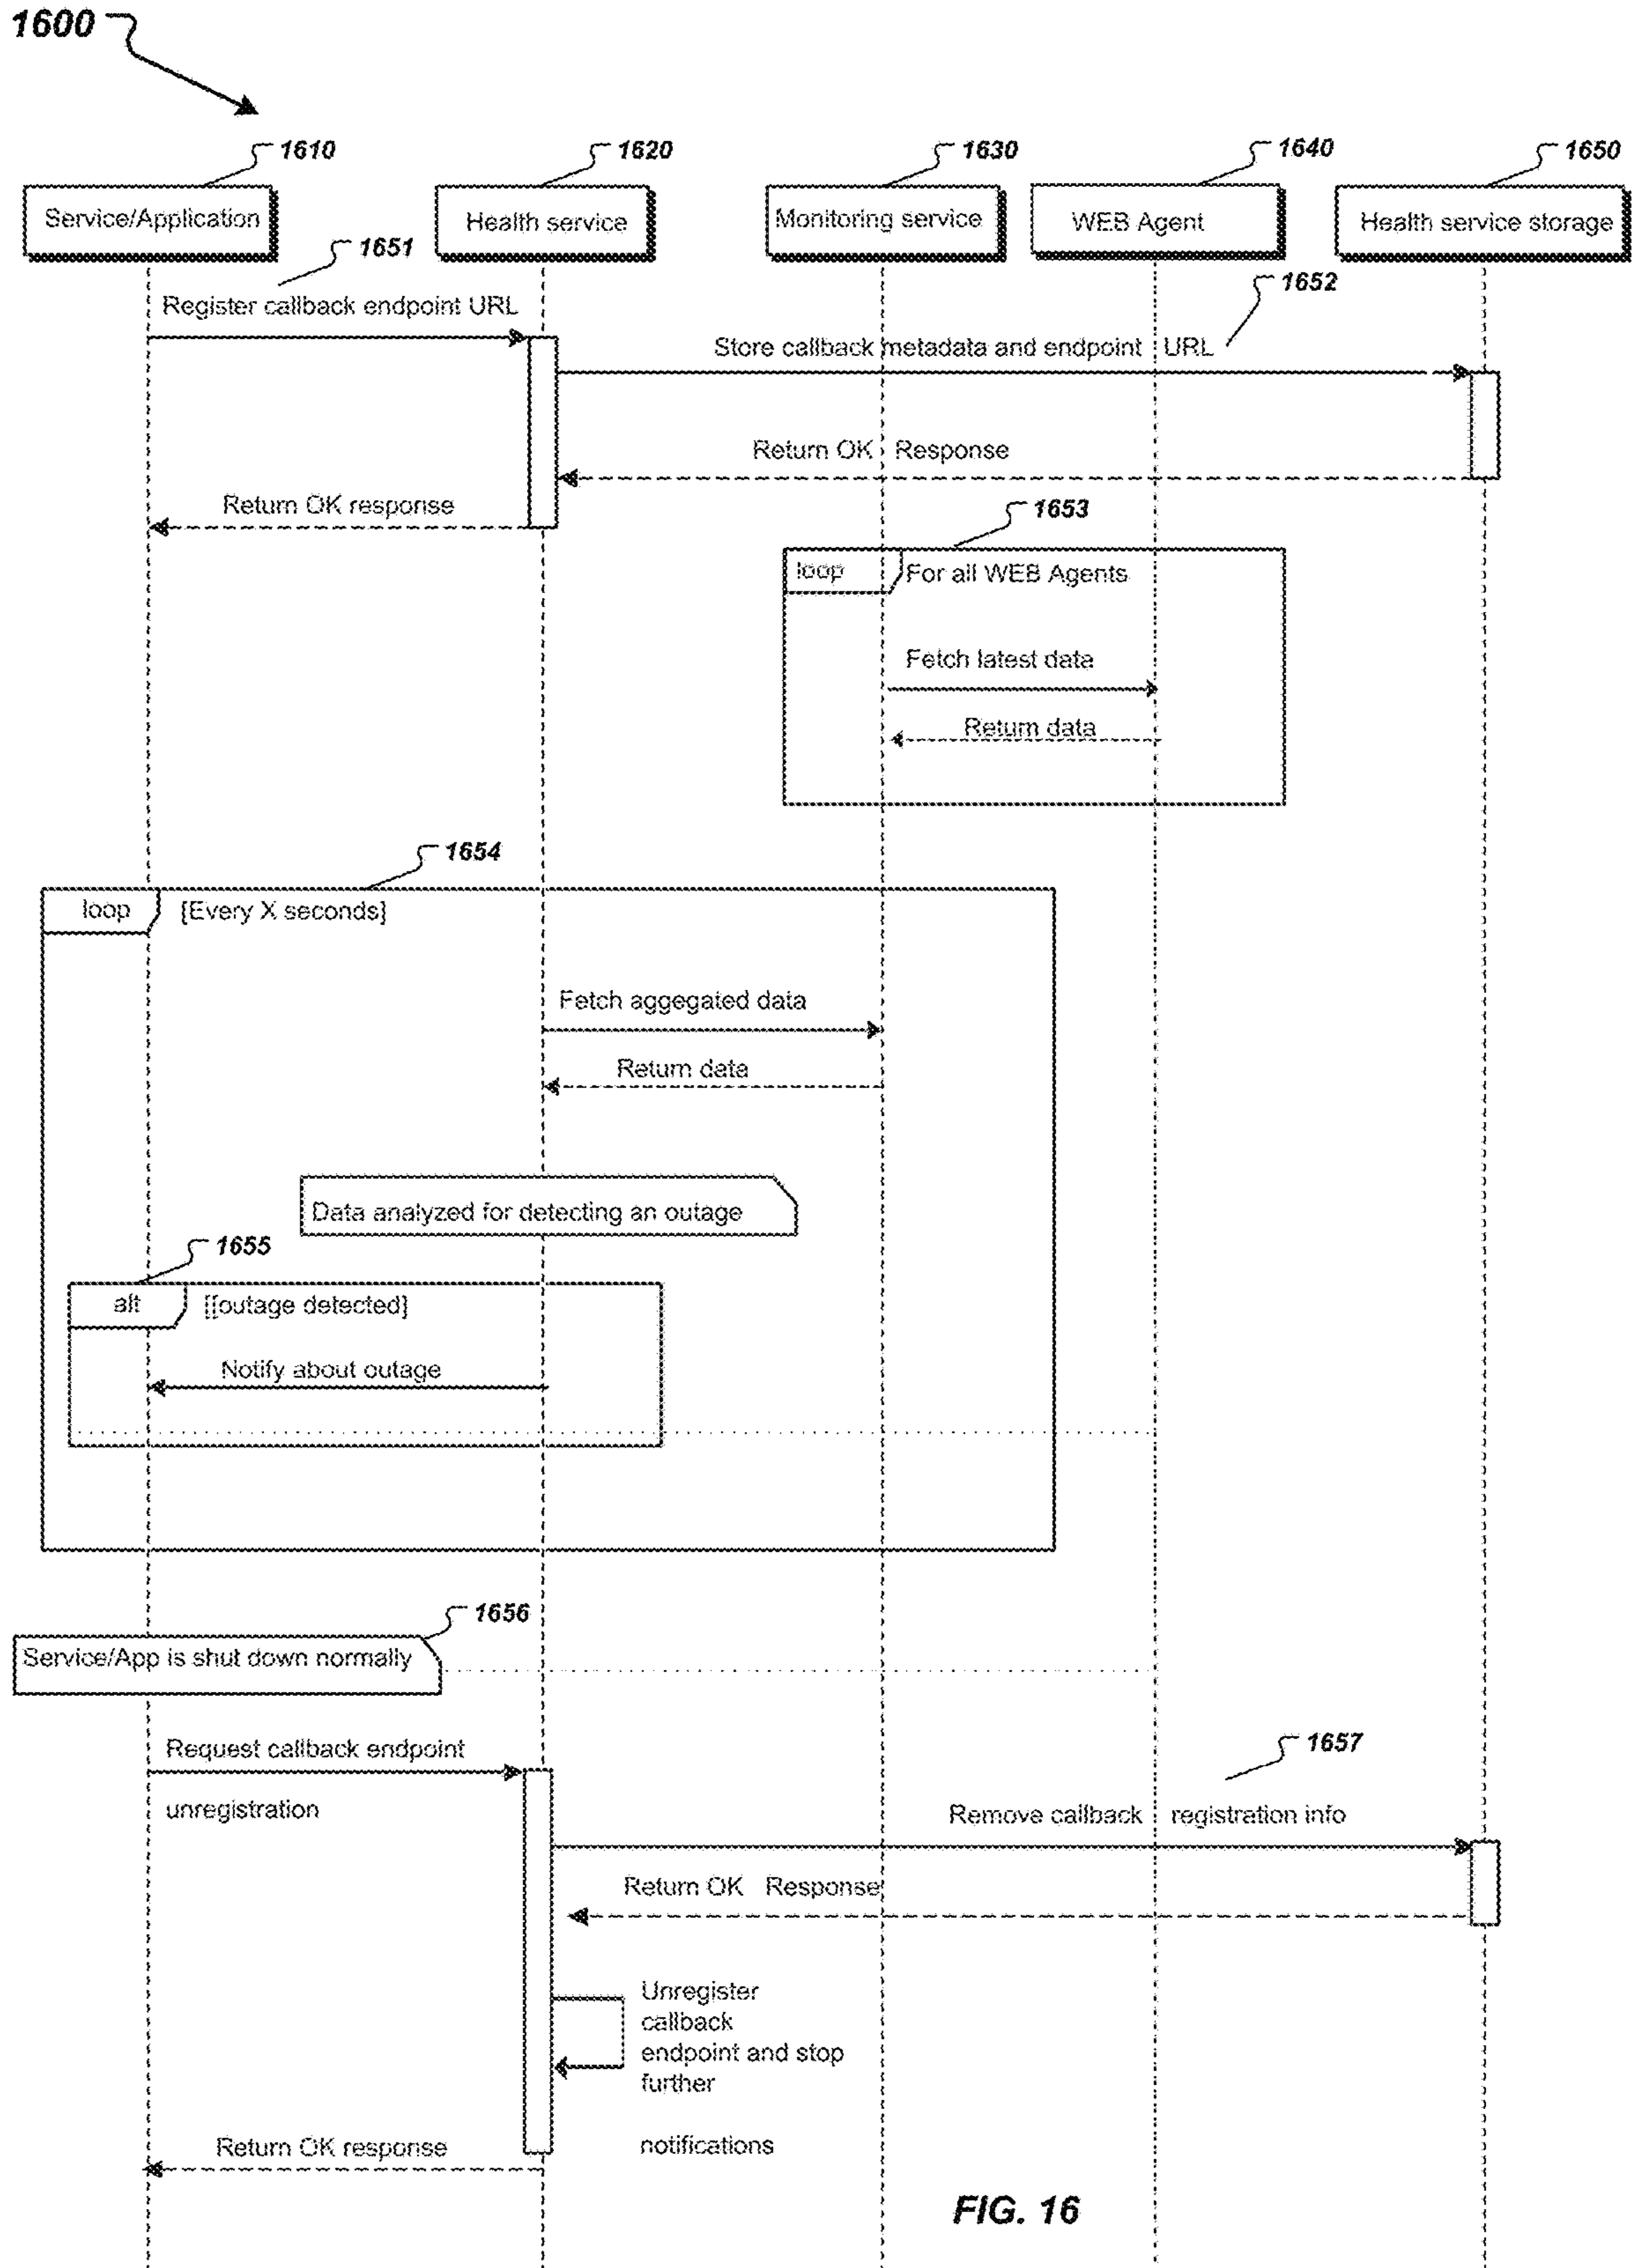 1600
1610
1620
1630
1640
1650
Service/Application
Health service
Monitoring service
WEB Agent
Health service storage
1651
1652
Register callback endpoint URL
Store callback metadata and endpoint URL
Return OK Response
Return OK response
1653
loop
For all WEB Agents
Fetch latest data
Return data
1654
loop
[Every X seconds]
Fetch aggegated data
Return data
Data analyzed for detecting an outage
1655
alt
[[outage detected]
Notify about outage
1656
Service/App is shut down normally
1657
Request callback endpoint
unregistration
Remove callback registration info
Return OK Response
Unregister
callback
endpoint and stop
further
notifications
Return OK response
FIG. 16